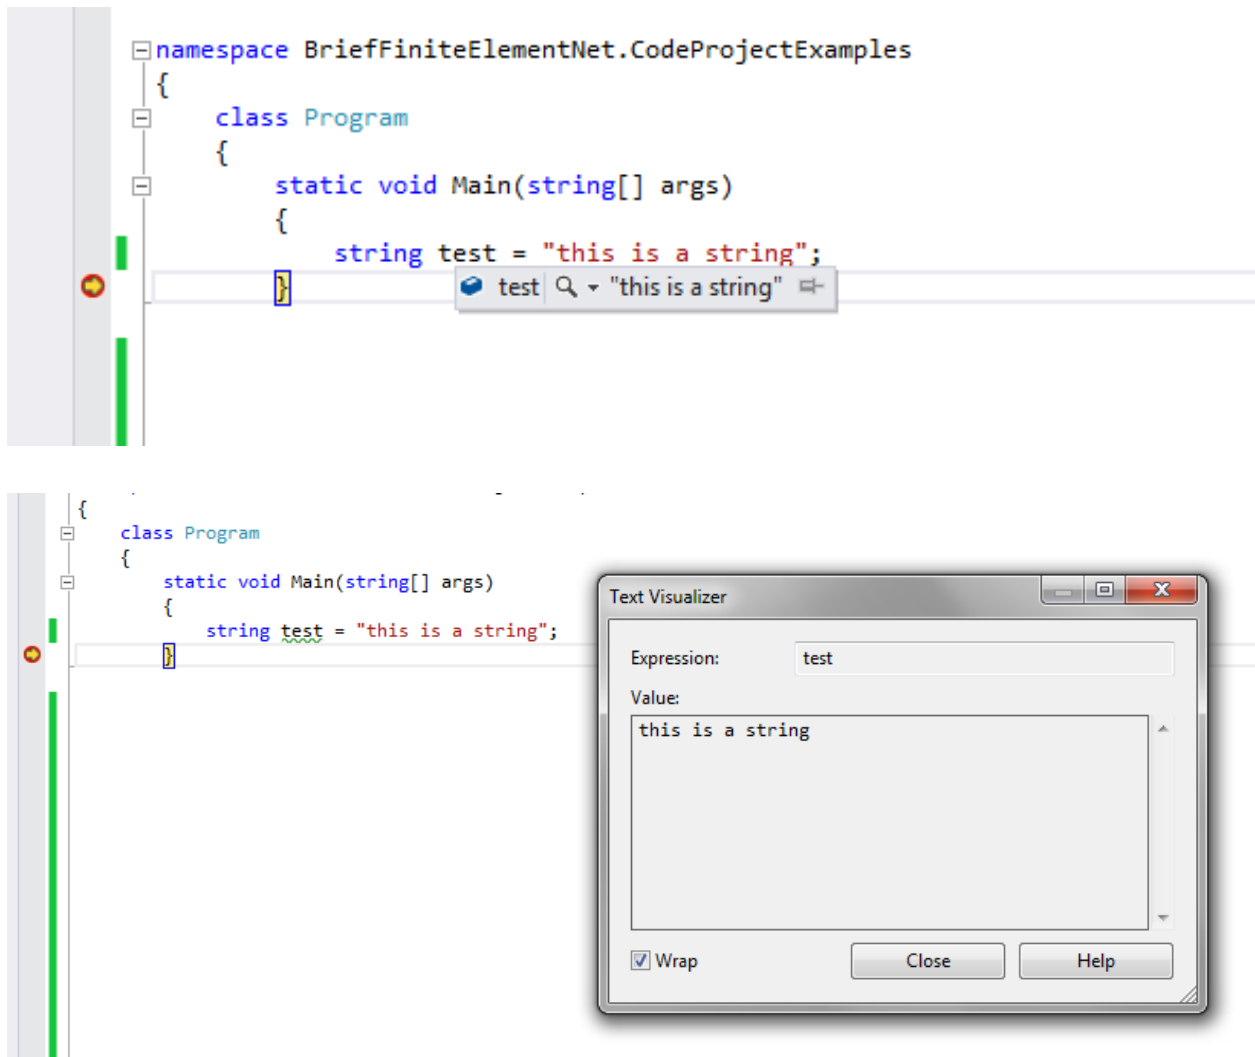 namespace BriefFiniteElementNet.CodeProjectExamples
{
class Program
{
static void Main(string[] args)
{
string test = "this is a string";
}
test "this is a string"
{
class Program
{
static void Main(string[] args)
{
string test = "this is a string";
}
Text Visualizer
Expression: test
Value:
this is a string
Wrap
Close
Help